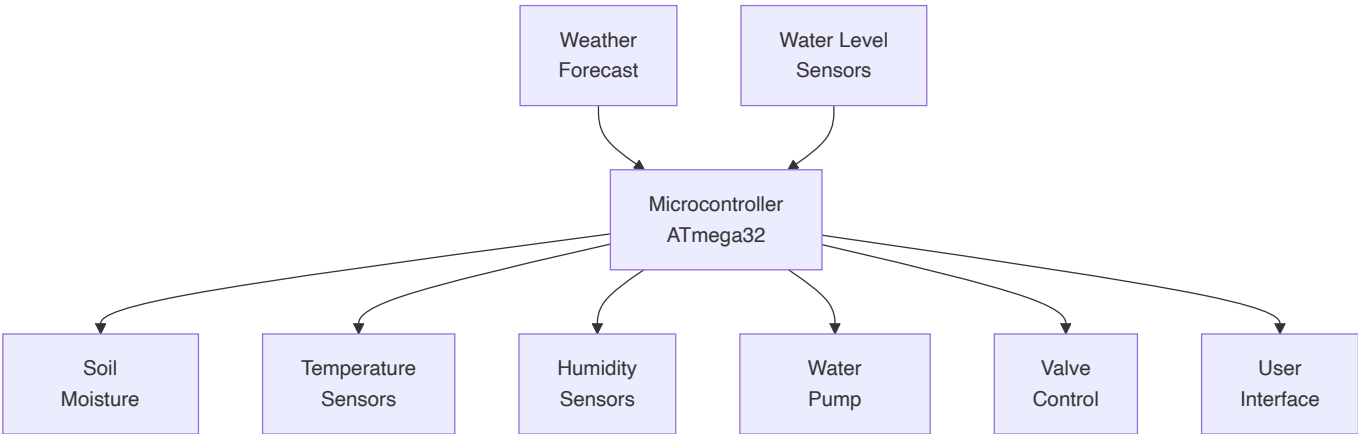 Weather
Forecast
Water Level
Sensors
Microcontroller
ATmega32
Soil
Moisture
Temperature
Sensors
Humidity
Sensors
Water
Pump
Valve
Control
User
Interface